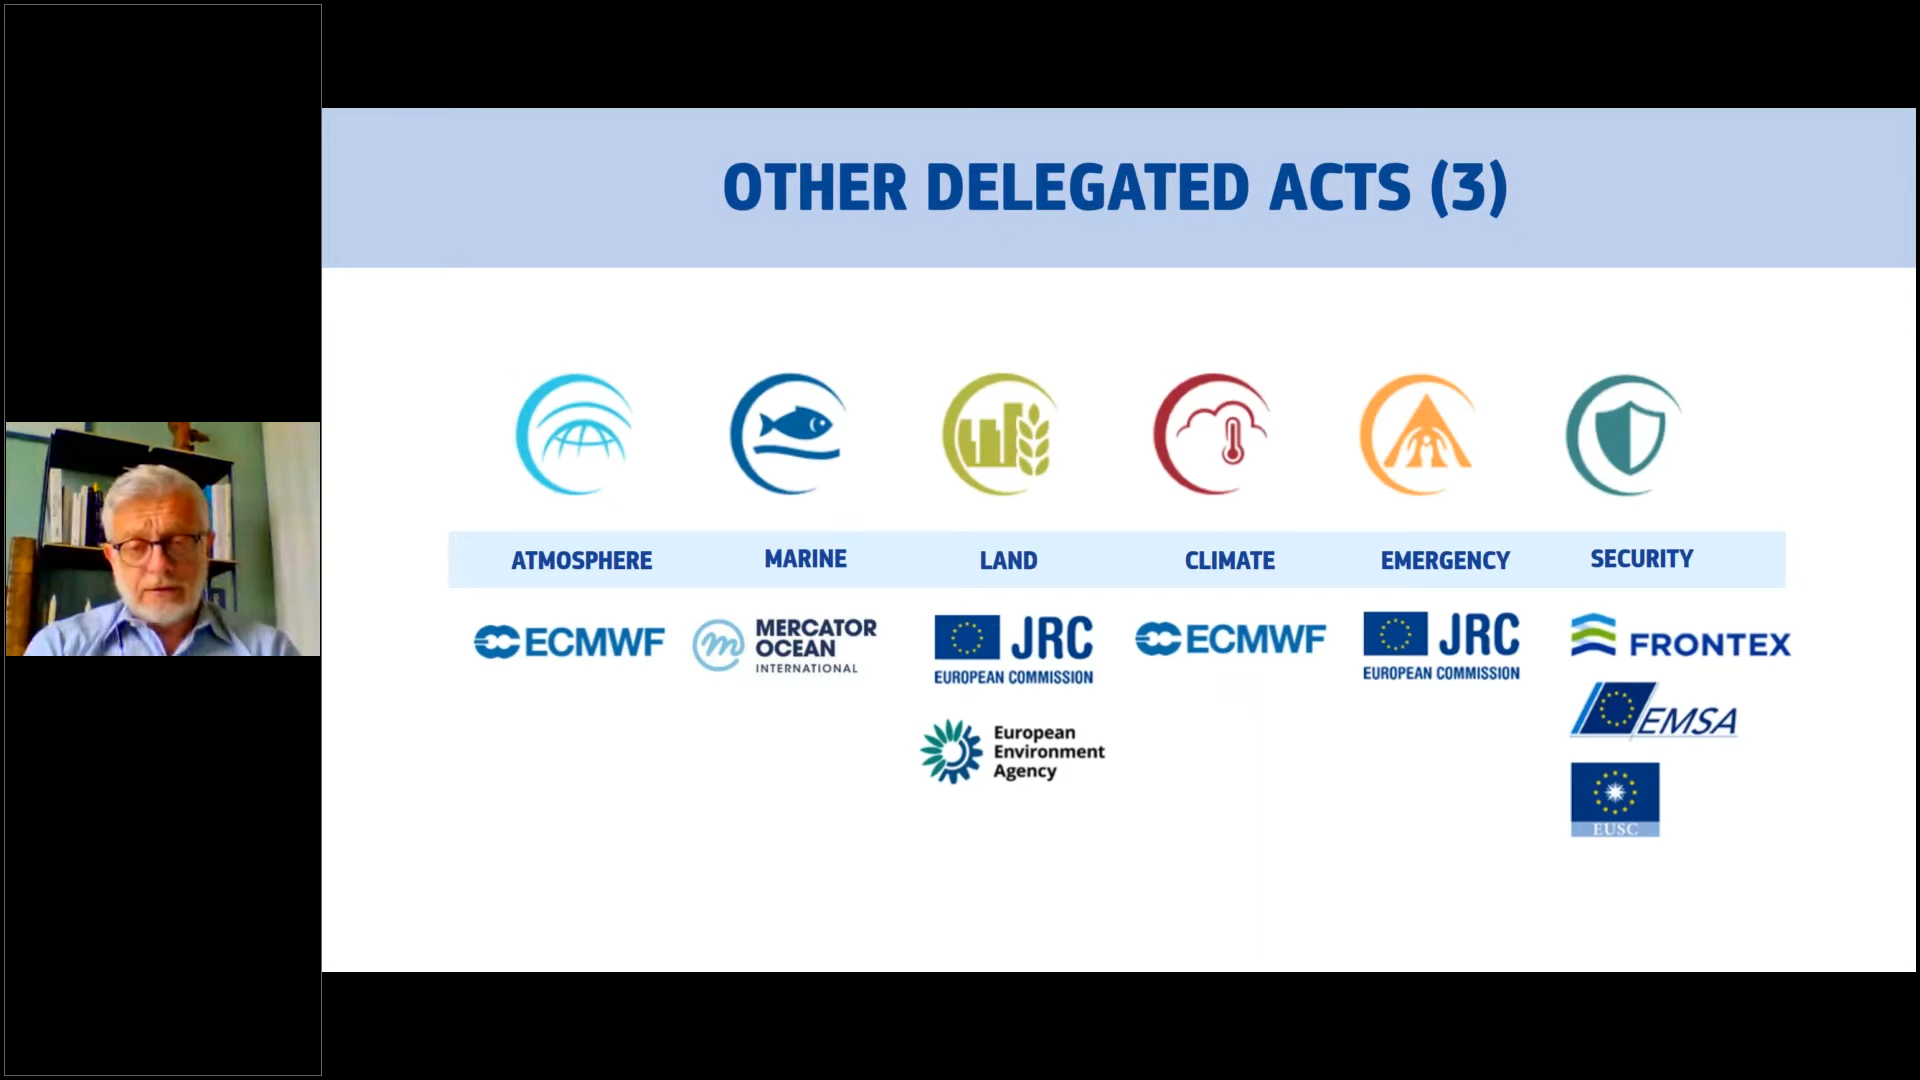 OTHER DELEGATED ACTS (3)
ATMOSPHERE
MARINE
LAND
CLIMATE
EMERGENCY
SECURITY
ECMWF
MERCATOR
OCEAN
INTERNATIONAL
JRC
EUROPEAN COMMISSION
ECMWF
JRC
EUROPEAN COMMISSION
FRONTEX
EMSA
European
Environment
Agency
EUSC